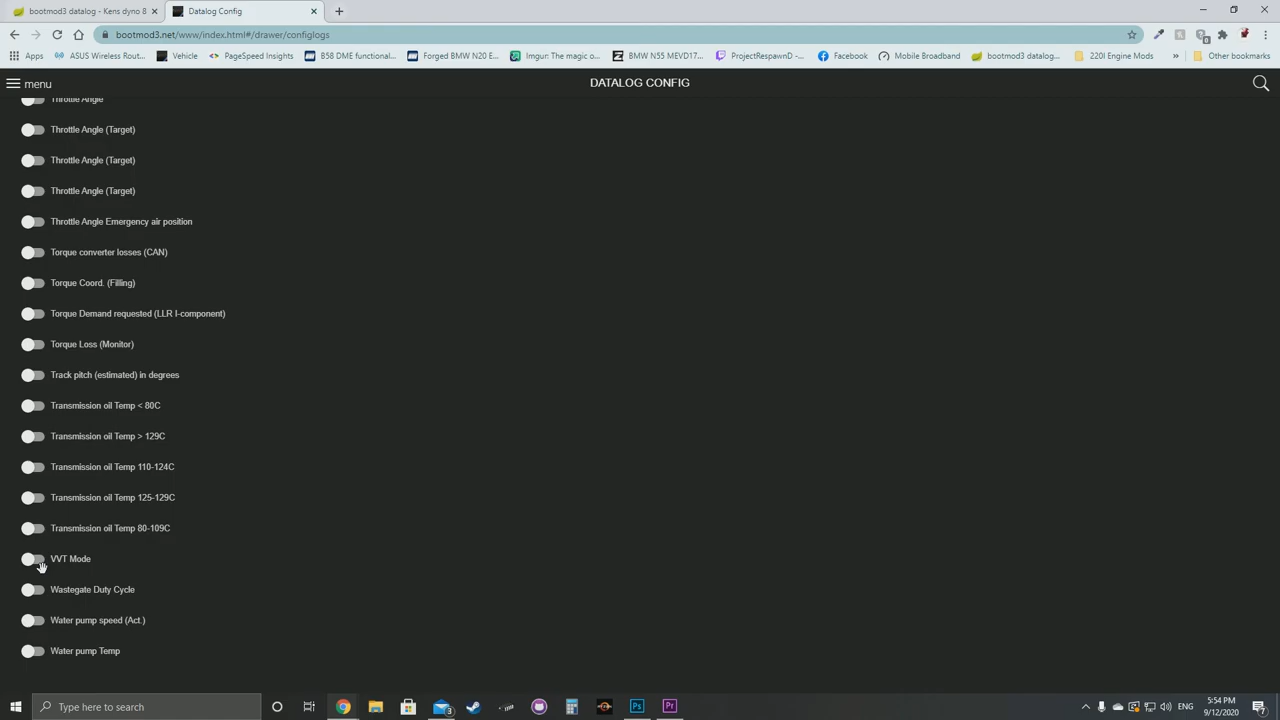 bootmod3 datalog - Kens dyno 8
Datalog Config
bootmod3.net/www/index.html#/drawer/configlogs
Apps
ASUS Wireless Rout...
Vehicle
PageSpeed Insights
B58 DME functional...
Forged BMW N20 E...
Imgur: The magic o...
BMW N55 MEVD17...
ProjectRespawnD -...
Facebook
Mobile Broadband
bootmod3 datalog...
220I Engine Mods
»
Other bookmarks
menu
DATALOG CONFIG
Throttle Angle
Throttle Angle (Target)
Throttle Angle (Target)
Throttle Angle (Target)
Throttle Angle Emergency air position
Torque converter losses (CAN)
Torque Coord. (Filling)
Torque Demand requested (LLR I-component)
Torque Loss (Monitor)
Track pitch (estimated) in degrees
Transmission oil Temp < 80C
Transmission oil Temp > 129C
Transmission oil Temp 110-124C
Transmission oil Temp 125-129C
Transmission oil Temp 80-109C
VVT Mode
Wastegate Duty Cycle
Water pump speed (Act.)
Water pump Temp
Type here to search
3
Ps
Pr
ENG
5:54 PM
9/12/2020